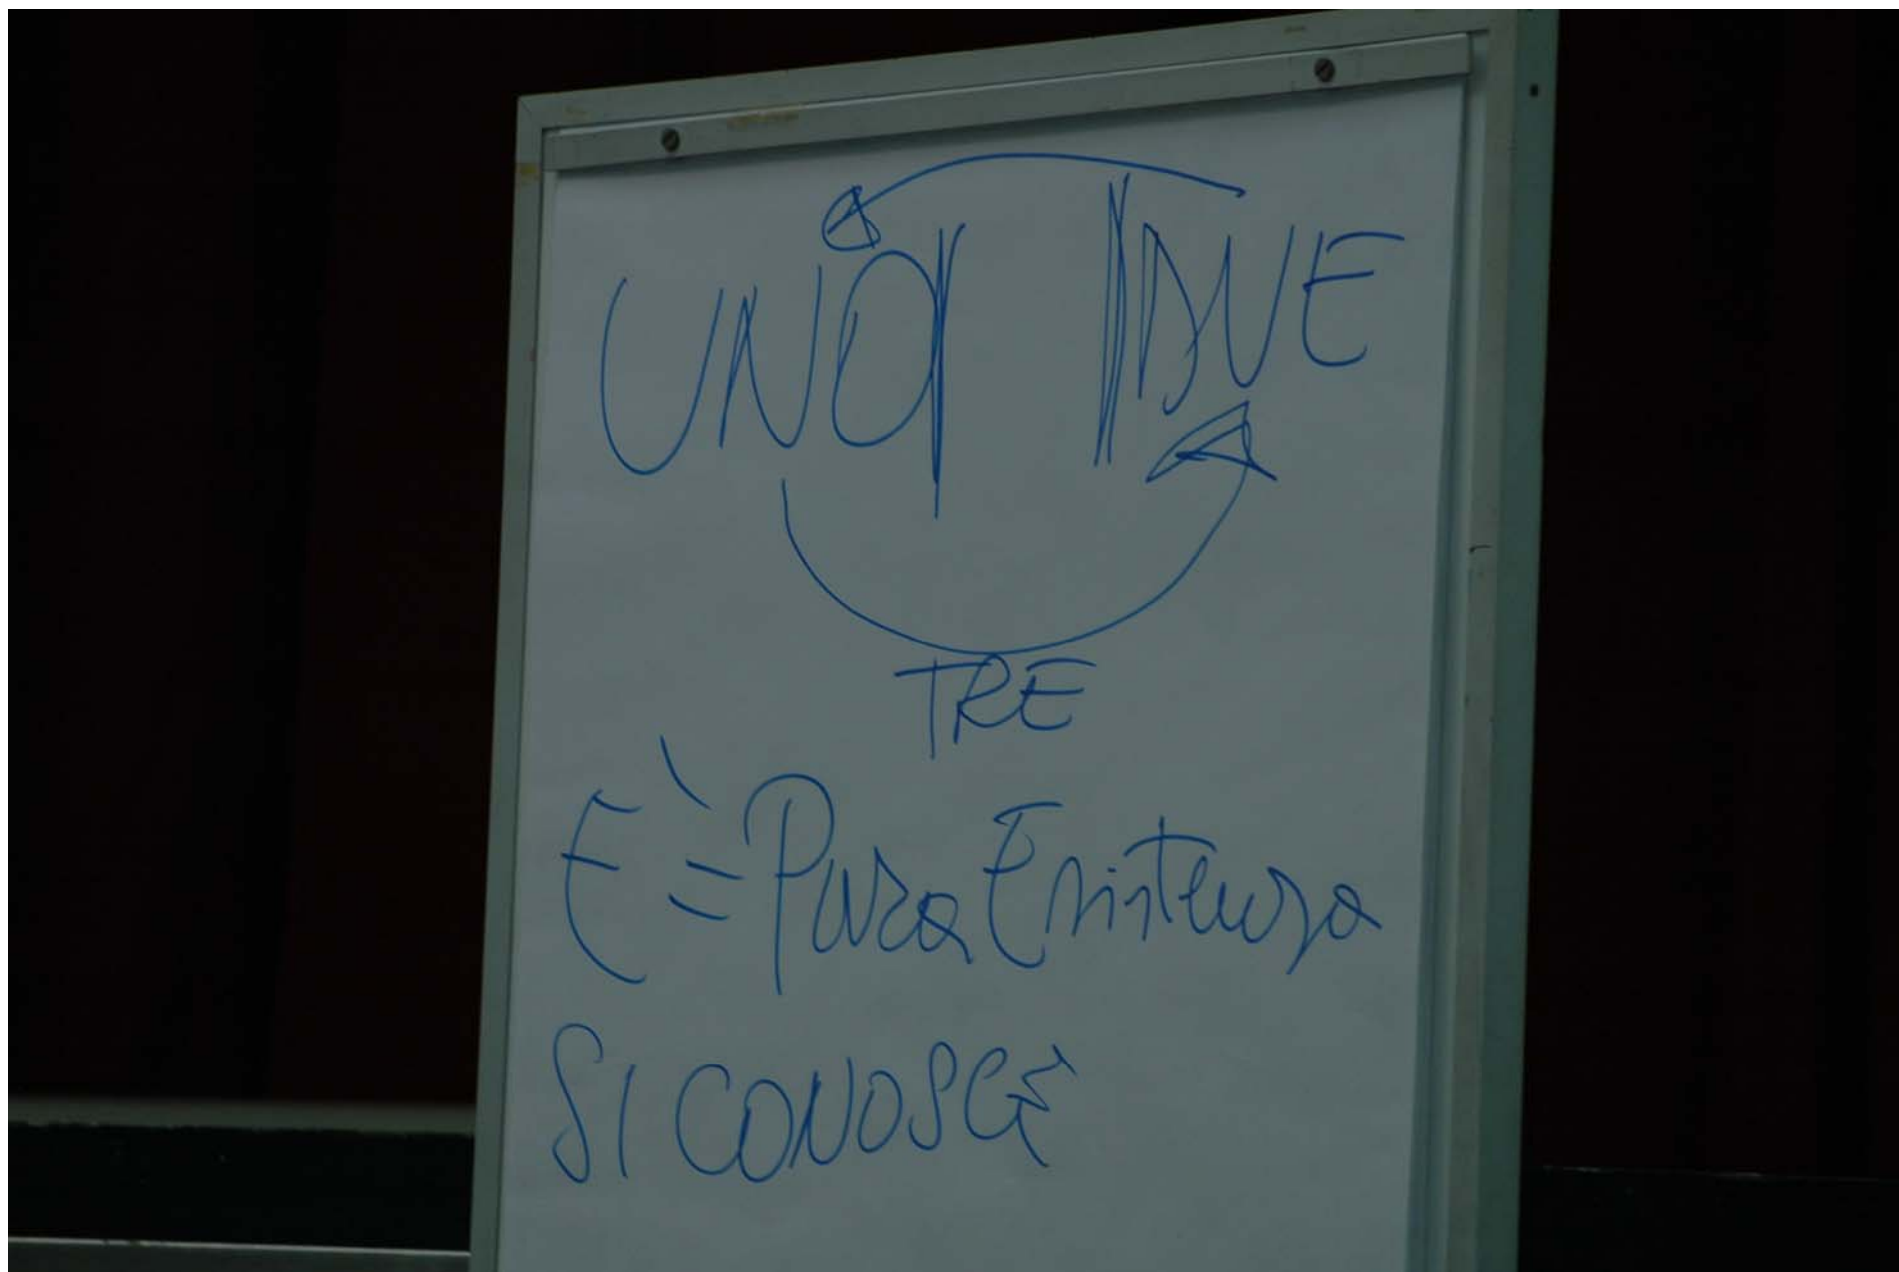 UNO DUE
TRE
È = Pura Esistenza
SI CONOSCE